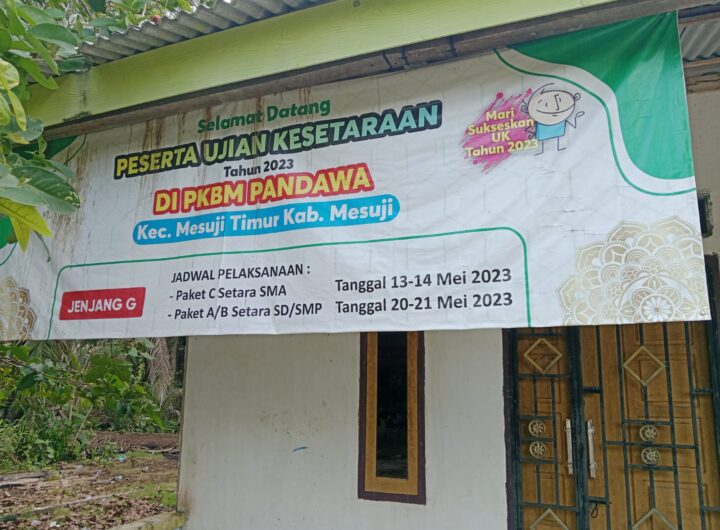 Selamat Datang
PESERTA UJIAN KESETARAAN
Tahun 2023
DI PKBM PANDAWA
Kec. Mesuji Timur Kab. Mesuji
Mari
Sukseskan
UK
Tahun 2023
JENJANG G
JADWAL PELAKSANAAN :
- Paket C Setara SMA Tanggal 13-14 Mei 2023
- Paket A/B Setara SD/SMP Tanggal 20-21 Mei 2023